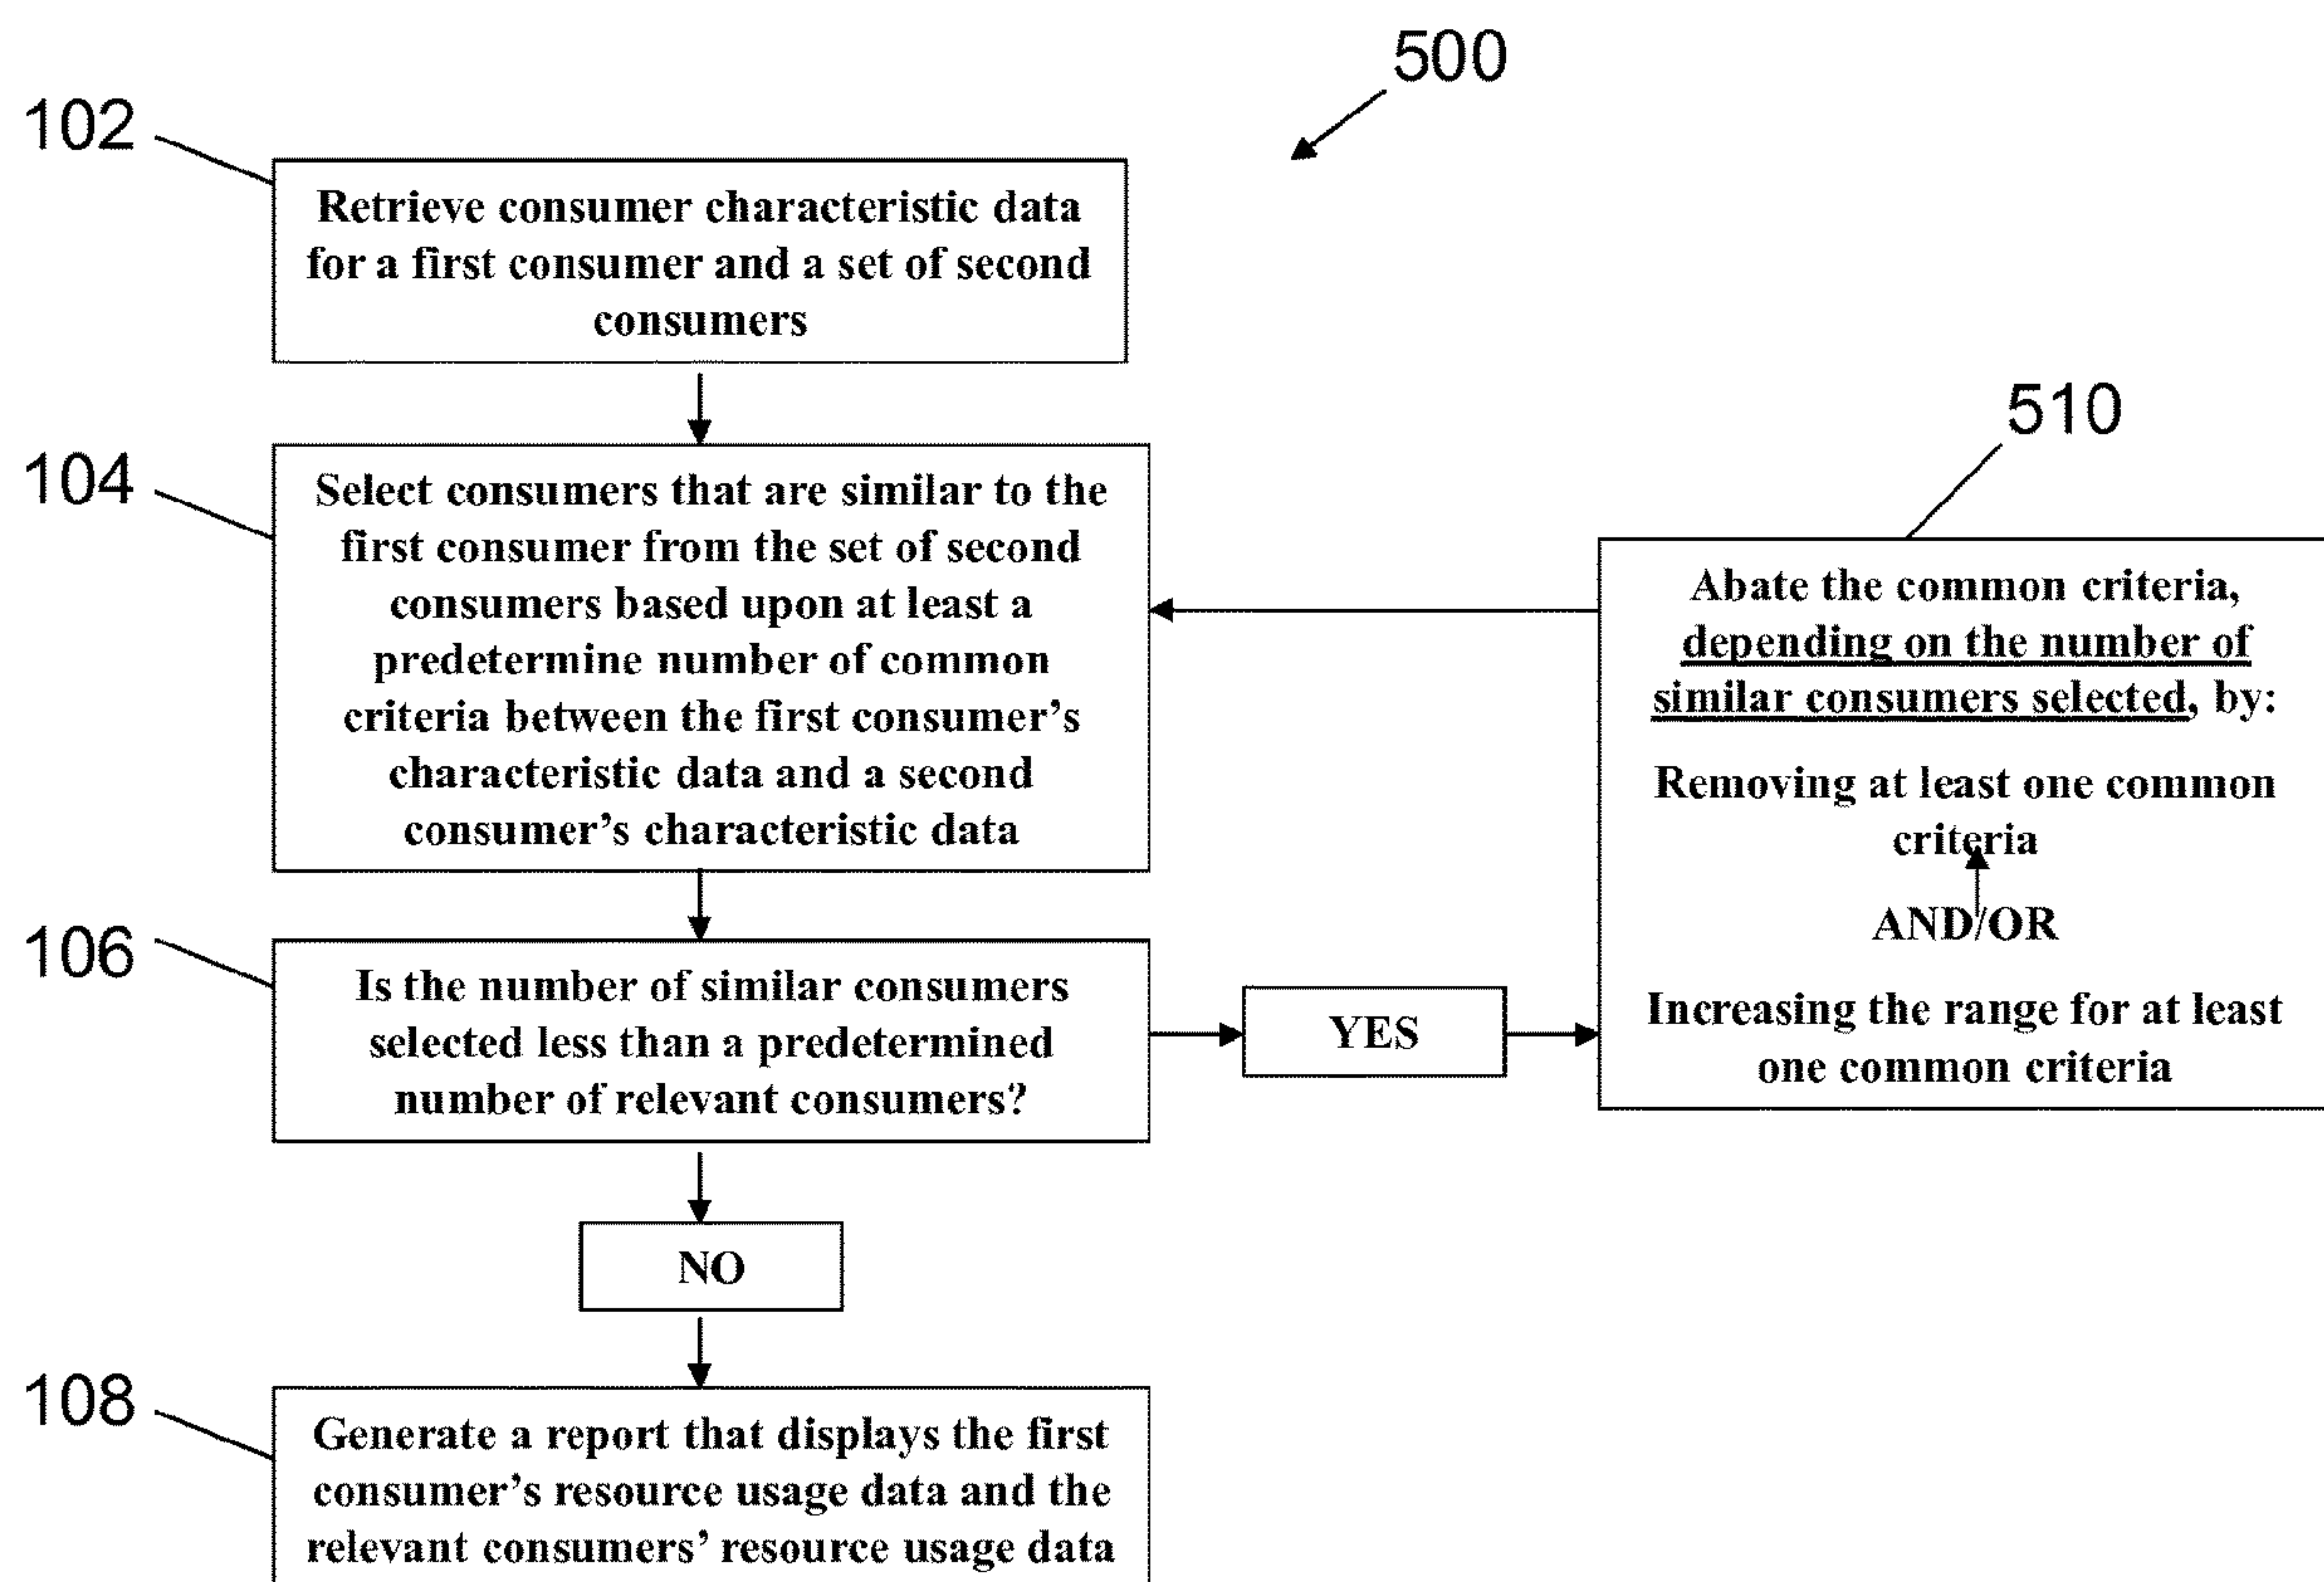 500
102
Retrieve consumer characteristic data
for a first consumer and a set of second
consumers
104
Select consumers that are similar to the
first consumer from the set of second
consumers based upon at least a
predetermine number of common
criteria between the first consumer’s
characteristic data and a second
consumer’s characteristic data
510
Abate the common criteria,
depending on the number of
similar consumers selected, by:
Removing at least one common
criteria
AND/OR
Increasing the range for at least
one common criteria
106
Is the number of similar consumers
selected less than a predetermined
number of relevant consumers?
YES
NO
108
Generate a report that displays the first
consumer’s resource usage data and the
relevant consumers’ resource usage data